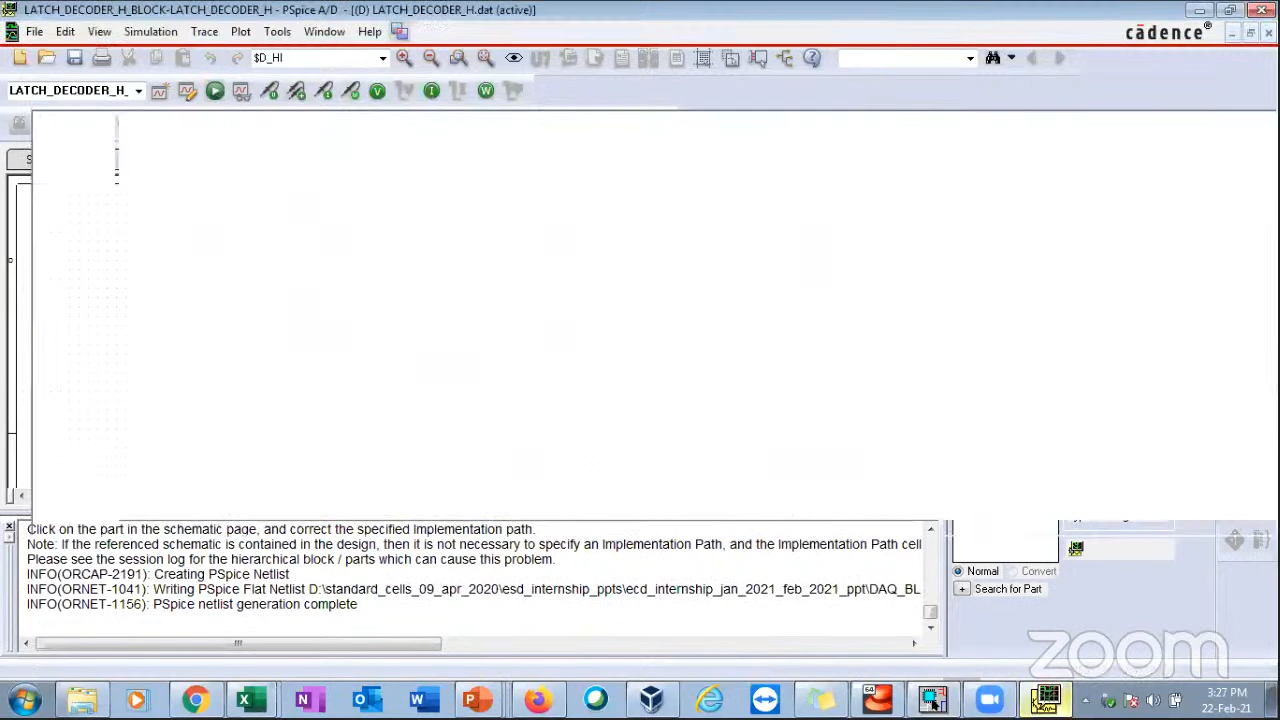 LATCH_DECODER_H_BLOCK-LATCH_DECODER_H - PSpice A/D - [(D) LATCH_DECODER_H.dat (active)]
File Edit View Simulation Trace Plot Tools Window Help
cādence®
$D_HI
LATCH_DECODER_H_
Click on the part in the schematic page, and correct the specified Implementation path.
Note: If the referenced schematic is contained in the design, then it is not necessary to specify an Implementation Path, and the Implementation Path cell
Please see the session log for the hierarchical block / parts which can cause this problem.
INFO(ORCAP-2191): Creating PSpice Netlist
INFO(ORNET-1041): Writing PSpice Flat Netlist D:\standard_cells_09_apr_2020\esd_internship_ppts\ecd_internship_jan_2021_feb_2021_ppt\DAQ_BL
INFO(ORNET-1156): PSpice netlist generation complete
Normal Convert
Search for Part
zoom
3:27 PM
22-Feb-21